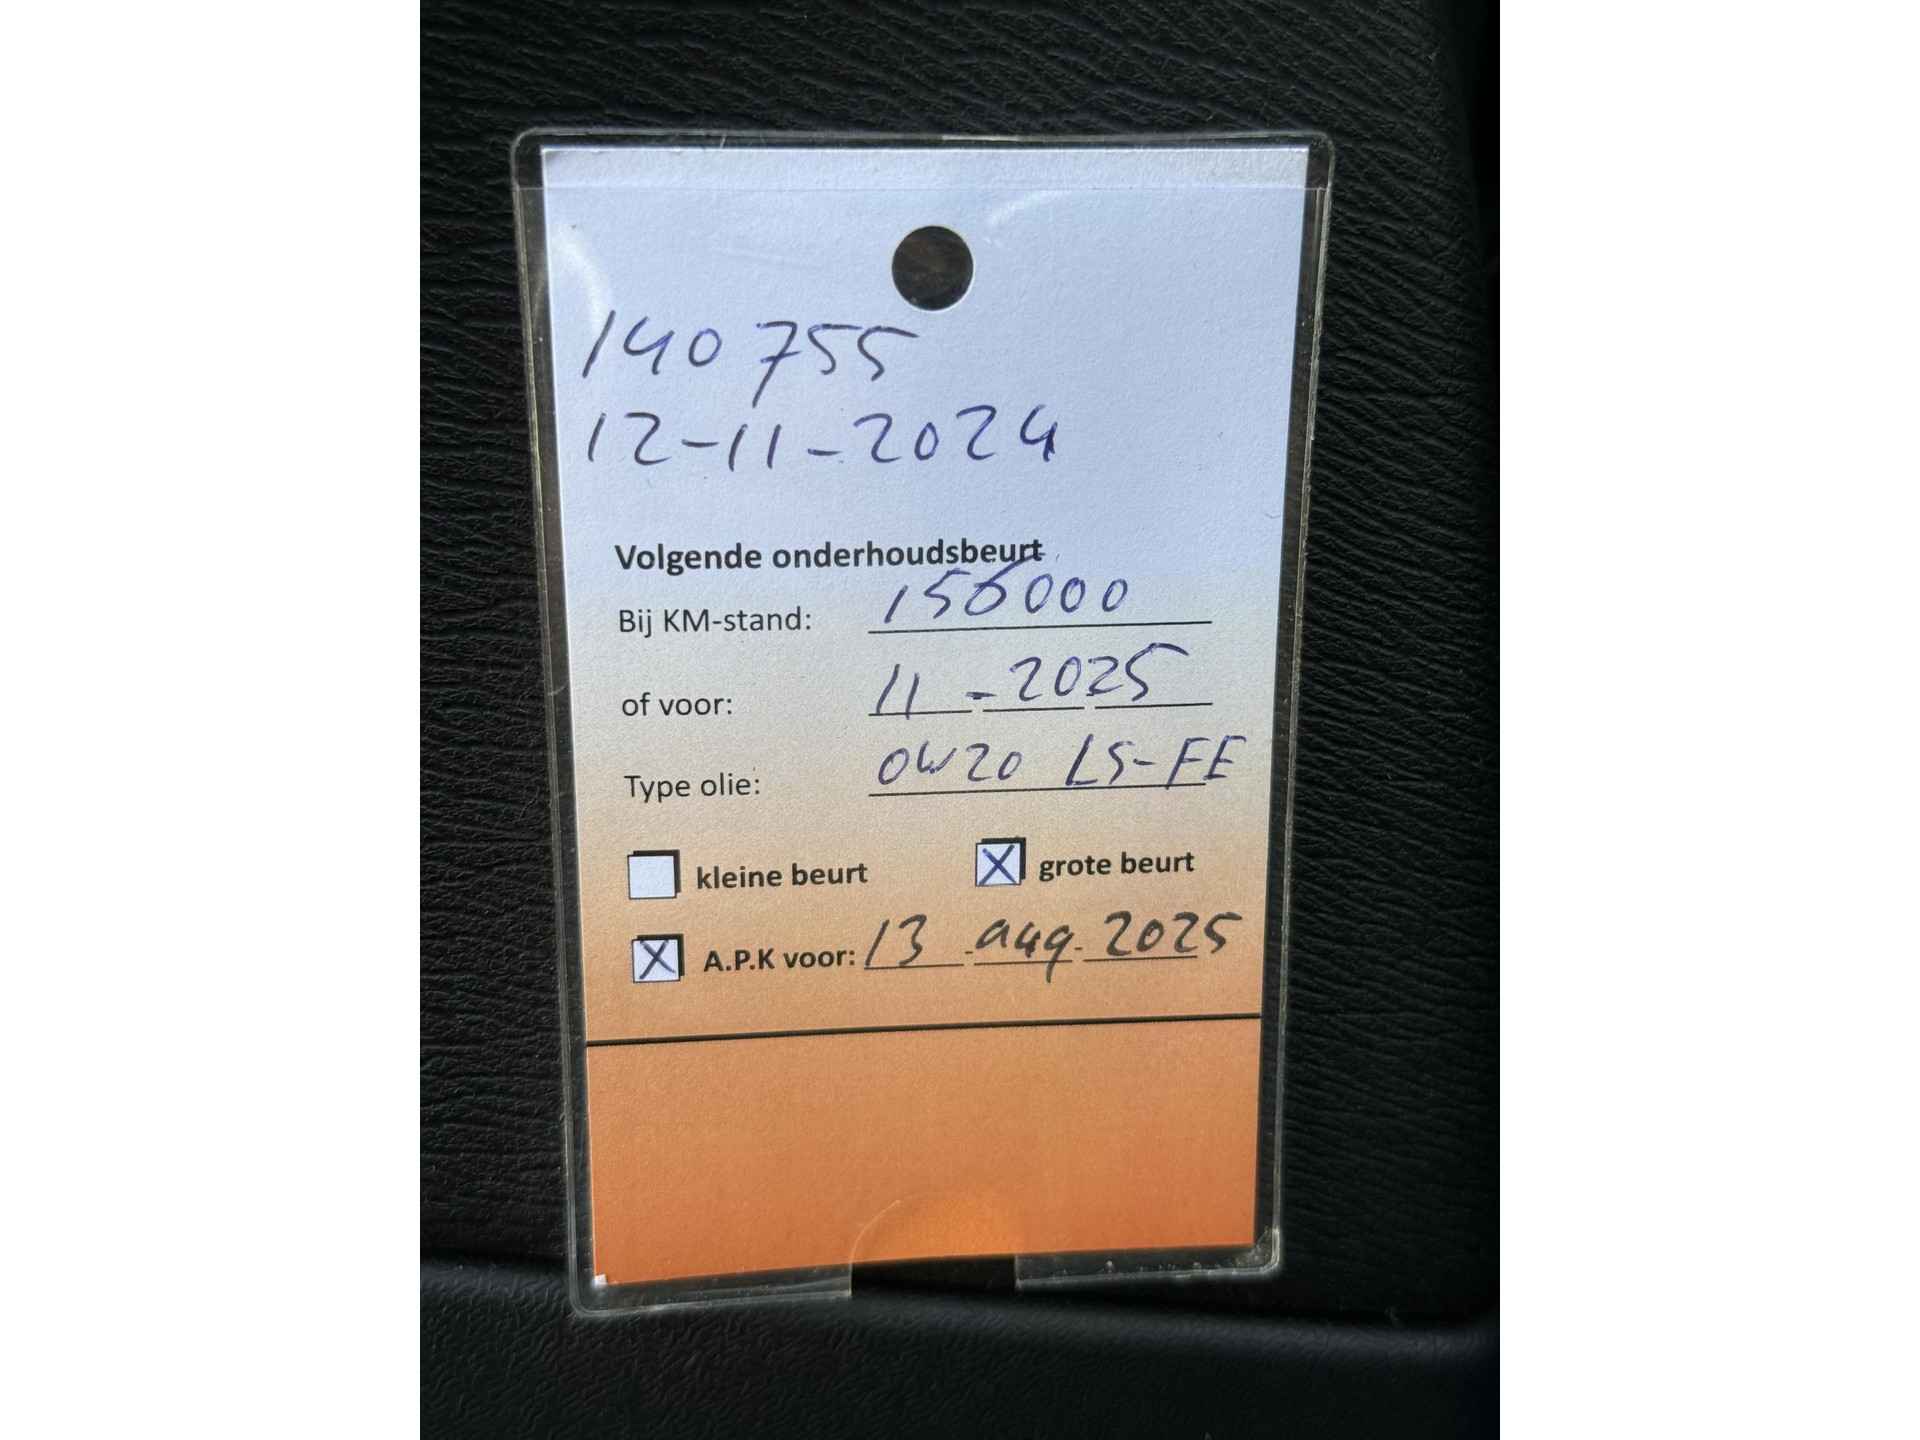 140755
12-11-2024
Volgende onderhoudsbeurt
Bij KM-stand: 156000
of voor: 11-2025
Type olie: 0W20 LS-FE
kleine beurt X grote beurt
X A.P.K voor: 13-aug-2025